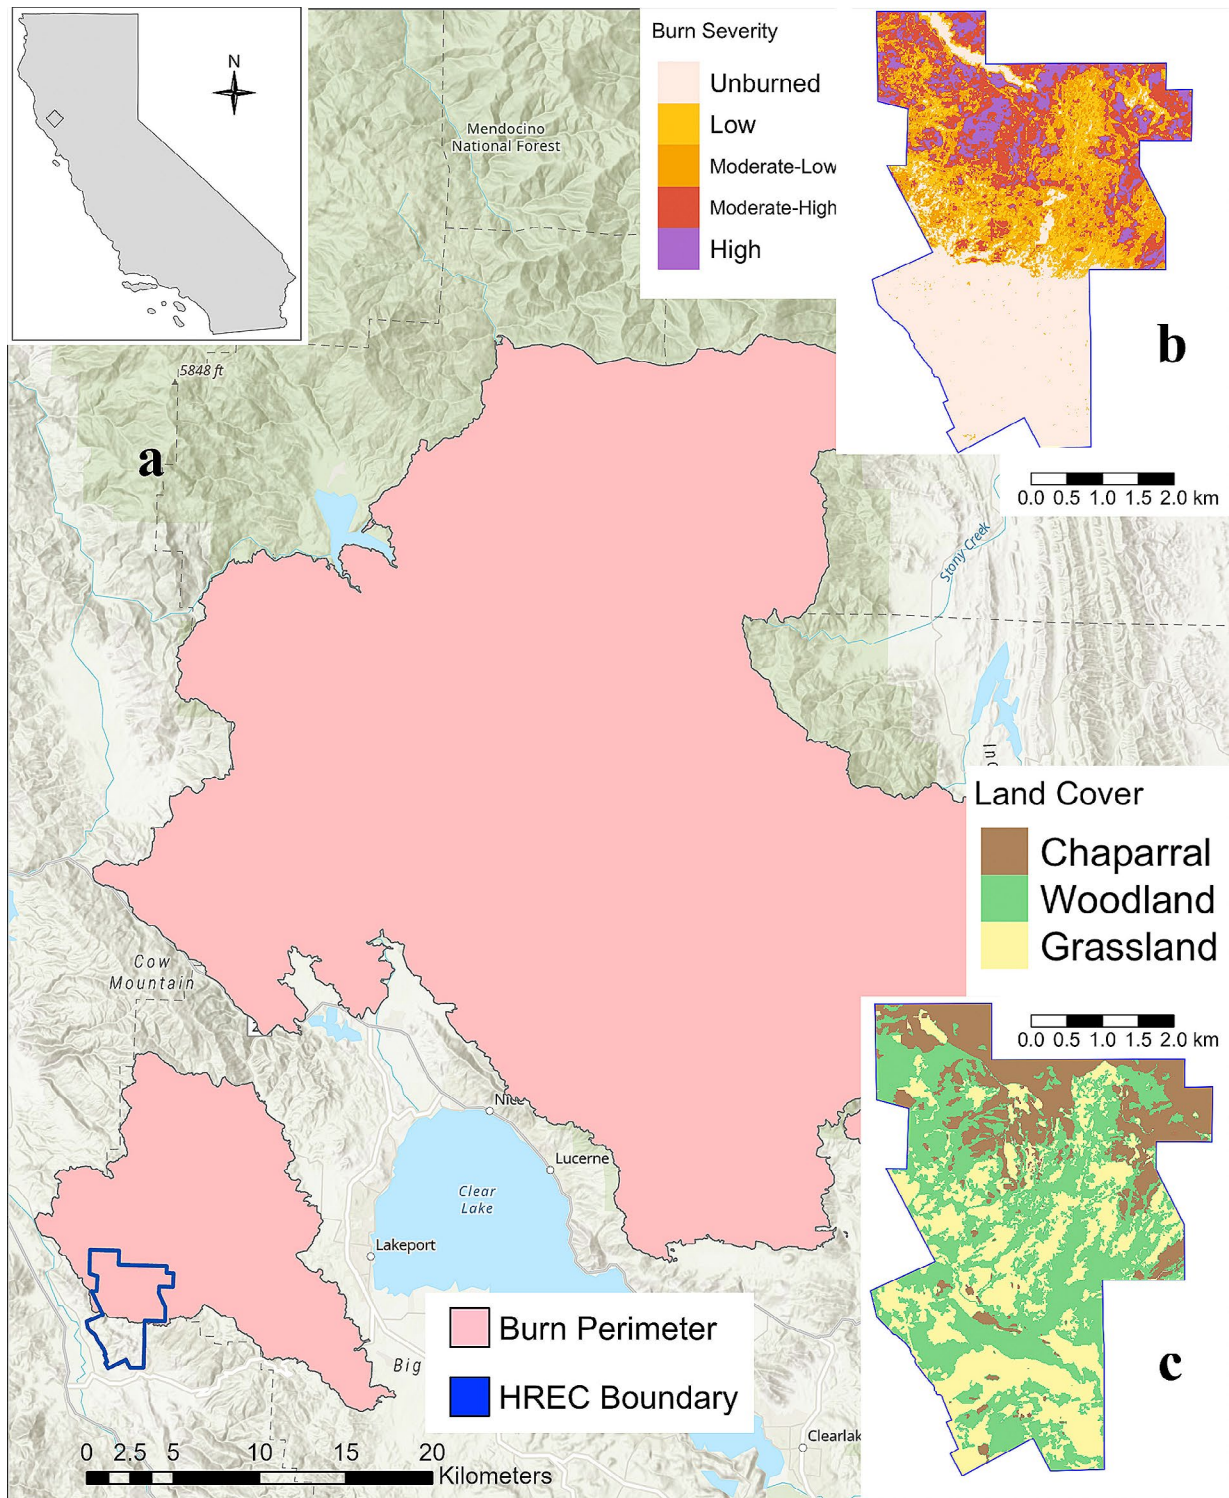 N
Mendocino
National Forest
Burn Severity
Unburned
Low
Moderate-Low
Moderate-High
High
b
0.0 0.5 1.0 1.5 2.0 km
5848 ft
a
Stony Creek
Land Cover
Chaparral
Woodland
Grassland
0.0 0.5 1.0 1.5 2.0 km
Cow
Mountain
Lucerne
Clear
Lake
Lakeport
Burn Perimeter
Big
HREC Boundary
c
0 2.5 5 10 15 20
Kilometers